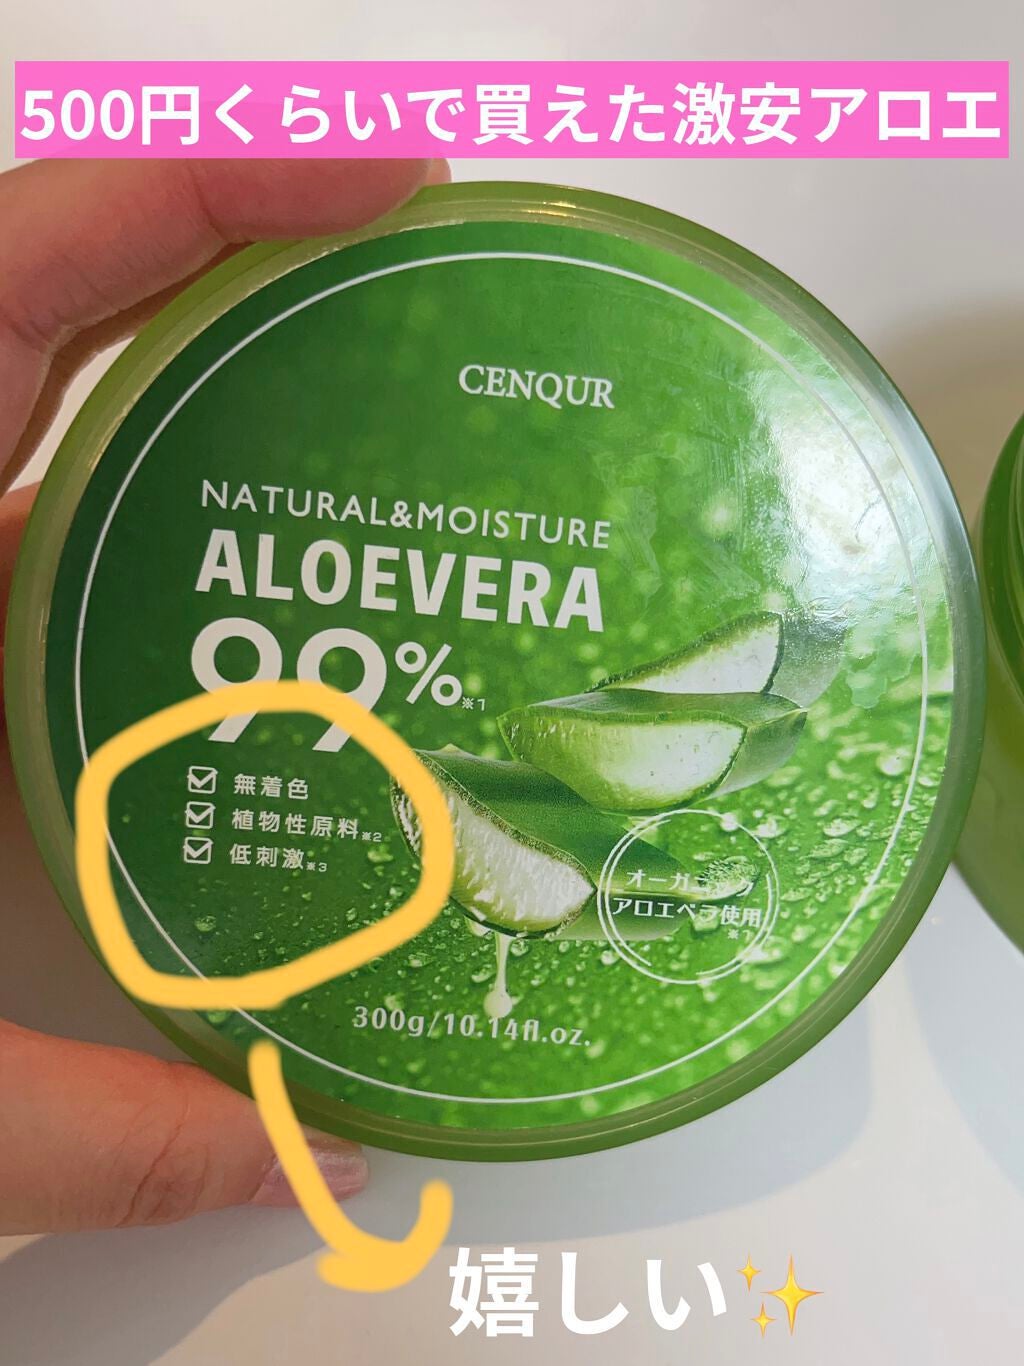 500円くらいで買えた激安アロエ
CENQUR
NATURAL&MOISTURE
ALOEVERA
99%※1
無着色
植物性原料※2
低刺激※3
オーガニック
アロエベラ使用
※1
300g/10.14fl.oz.
嬉しい✨